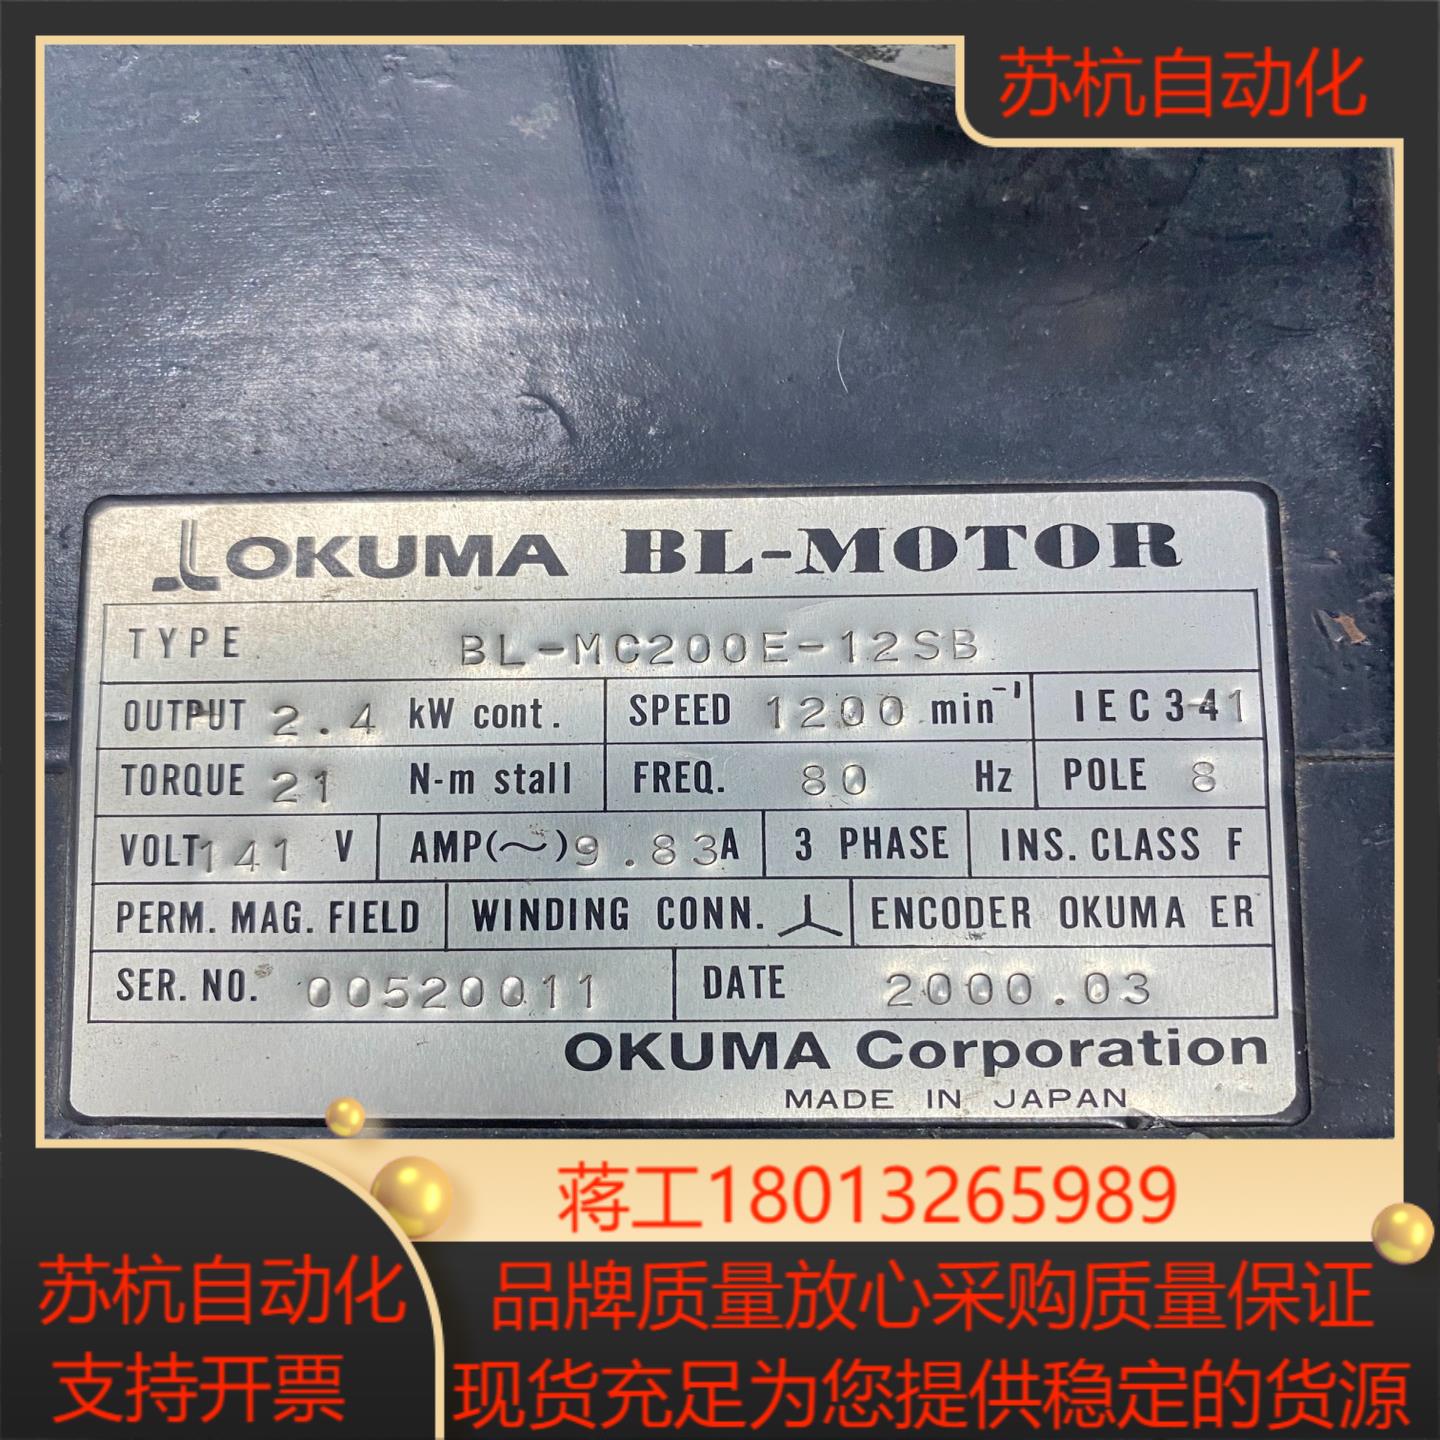 苏杭自动化
OKUMA BL-MOTOR
TYPE BL-MC200E-12SB
OUTPUT 2.4 kW cont. SPEED 1200 min⁻¹ IEC34-1
TORQUE 21 N-m stall FREQ. 80 Hz POLE 8
VOLT 141 V AMP(～) 9.83 A 3 PHASE INS. CLASS F
PERM. MAG. FIELD WINDING CONN. ENCODER OKUMA ER
SER. NO. 00520011 DATE 2000.03
OKUMA Corporation
MADE IN JAPAN
蒋工18013265989
苏杭自动化
支持开票
品牌质量放心采购质量保证
现货充足为您提供稳定的货源